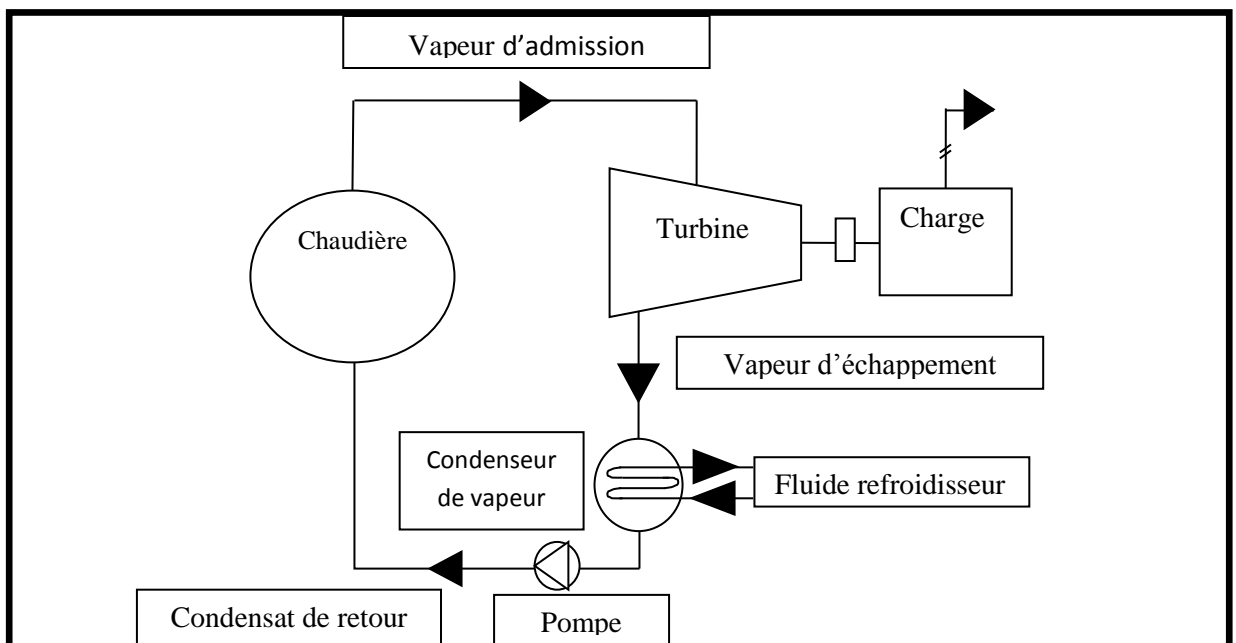 Vapeur d'admission
Chaudière
Turbine
Charge
Vapeur d'échappement
Condenseur
de vapeur
Fluide refroidisseur
Condensat de retour
Pompe